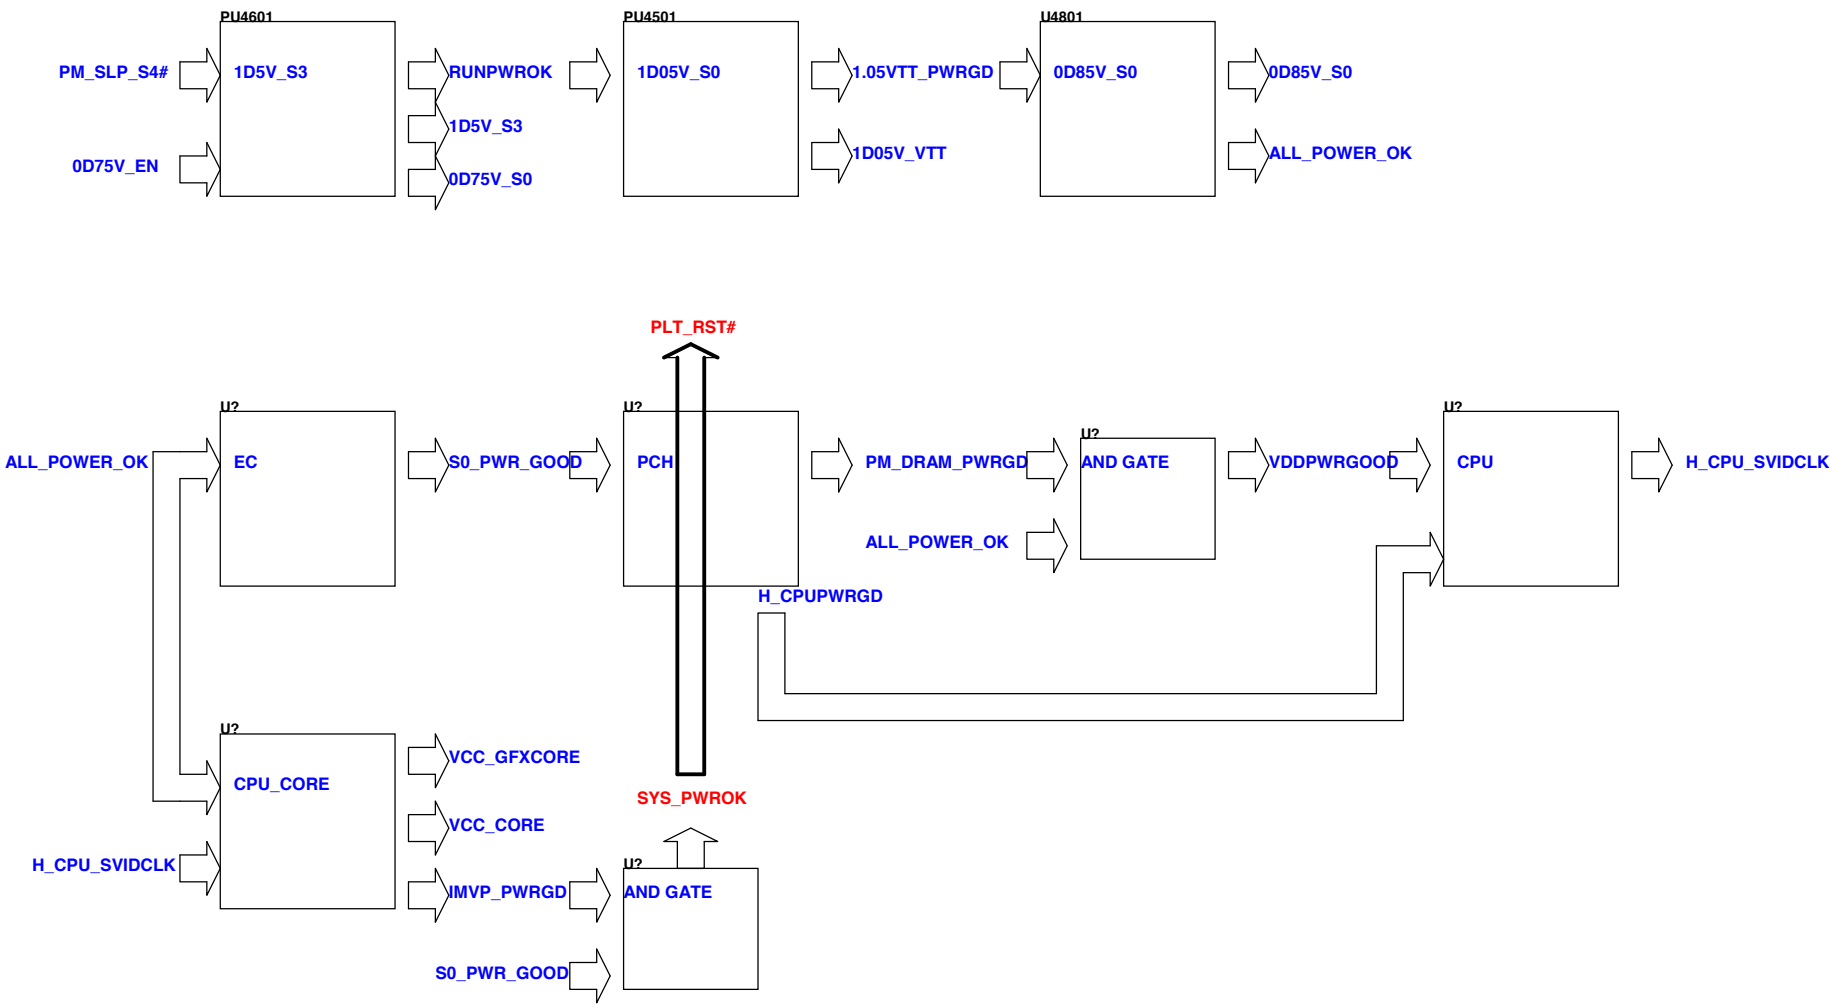 PU4601 PU4501 U4801
PM_SLP_S4# 1D5V_S3 RUNPWROK 1D05V_S0 1.05VTT_PWRGD 0D85V_S0 0D85V_S0
1D5V_S3
0D75V_EN 0D75V_S0 1D05V_VTT ALL_POWER_OK
PLT_RST#
U? U? U? U?
ALL_POWER_OK EC S0_PWR_GOOD PCH PM_DRAM_PWRGD AND GATE VDDPWRGOOD CPU H_CPU_SVIDCLK
ALL_POWER_OK
H_CPUPWRGD
U?
CPU_CORE VCC_GFXCORE
SYS_PWROK
VCC_CORE
U?
H_CPU_SVIDCLK IMVP_PWRGD AND GATE
S0_PWR_GOOD